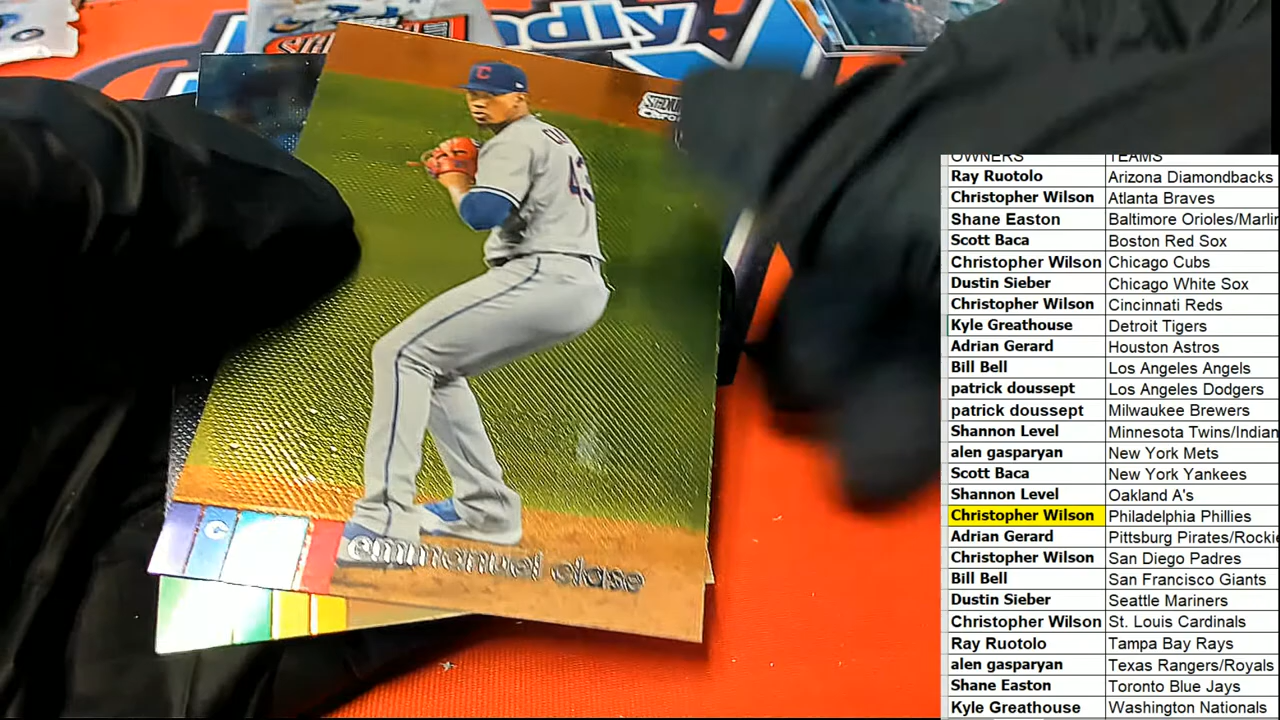 ndly
C
43
emmanuel clase
OWNERS TEAMS
Ray Ruotolo Arizona Diamondbacks
Christopher Wilson Atlanta Braves
Shane Easton Baltimore Orioles/Marlin
Scott Baca Boston Red Sox
Christopher Wilson Chicago Cubs
Dustin Sieber Chicago White Sox
Christopher Wilson Cincinnati Reds
Kyle Greathouse Detroit Tigers
Adrian Gerard Houston Astros
Bill Bell Los Angeles Angels
patrick doussept Los Angeles Dodgers
patrick doussept Milwaukee Brewers
Shannon Level Minnesota Twins/Indian
alen gasparyan New York Mets
Scott Baca New York Yankees
Shannon Level Oakland A's
Christopher Wilson Philadelphia Phillies
Adrian Gerard Pittsburg Pirates/Rockie
Christopher Wilson San Diego Padres
Bill Bell San Francisco Giants
Dustin Sieber Seattle Mariners
Christopher Wilson St. Louis Cardinals
Ray Ruotolo Tampa Bay Rays
alen gasparyan Texas Rangers/Royals
Shane Easton Toronto Blue Jays
Kyle Greathouse Washington Nationals